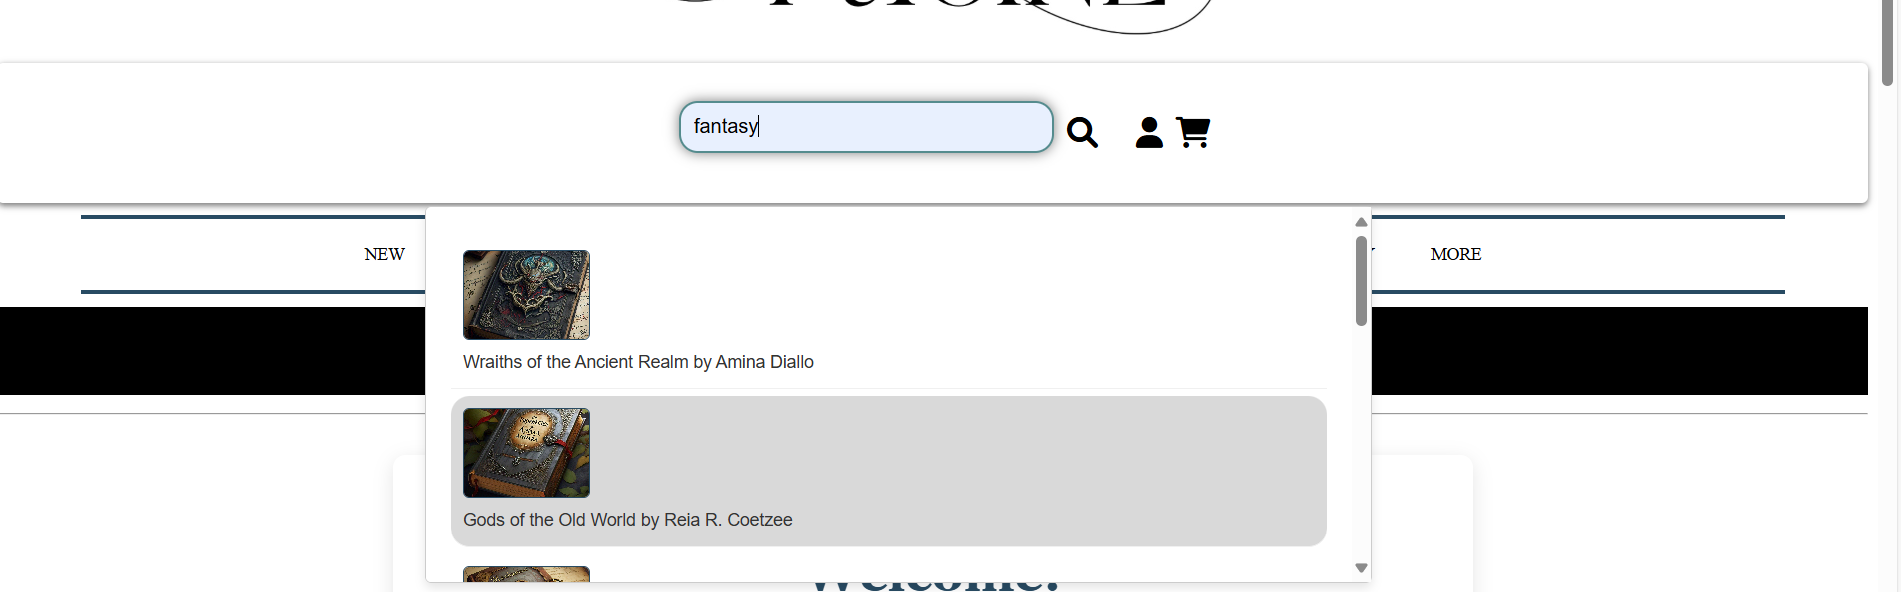 fantasy
NEW
MORE
Wraiths of the Ancient Realm by Amina Diallo
Gods of the Old World by Reia R. Coetzee
Welcome!